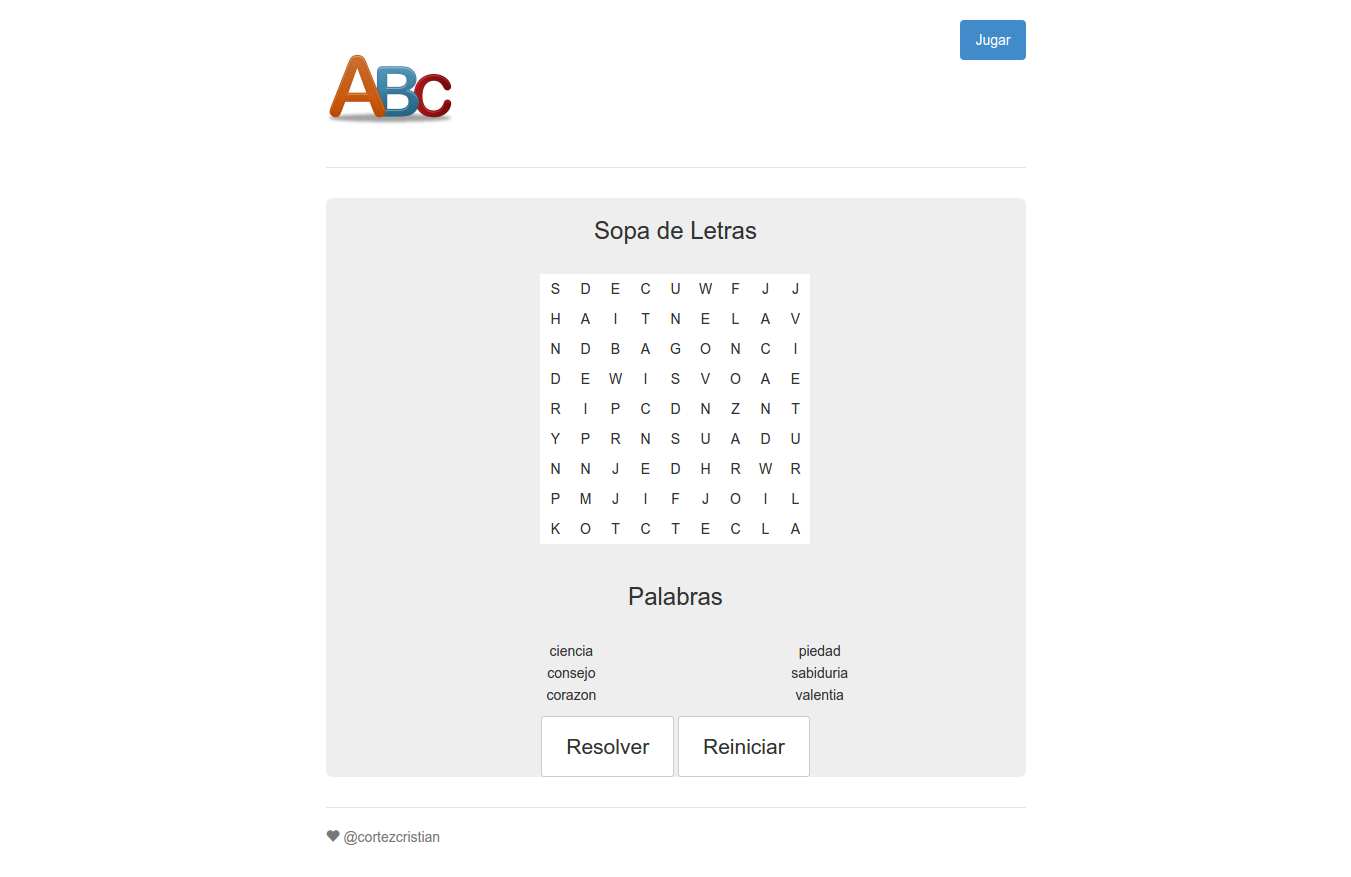 Jugar
ABC
Sopa de Letras
S D E C U W F J J
H A I T N E L A V
N D B A G O N C I
D E W I S V O A E
R I P C D N Z N T
Y P R N S U A D U
N N J E D H R W R
P M J I F J O I L
K O T C T E C L A
Palabras
ciencia piedad
consejo sabiduria
corazon valentia
Resolver Reiniciar
@cortezcristian